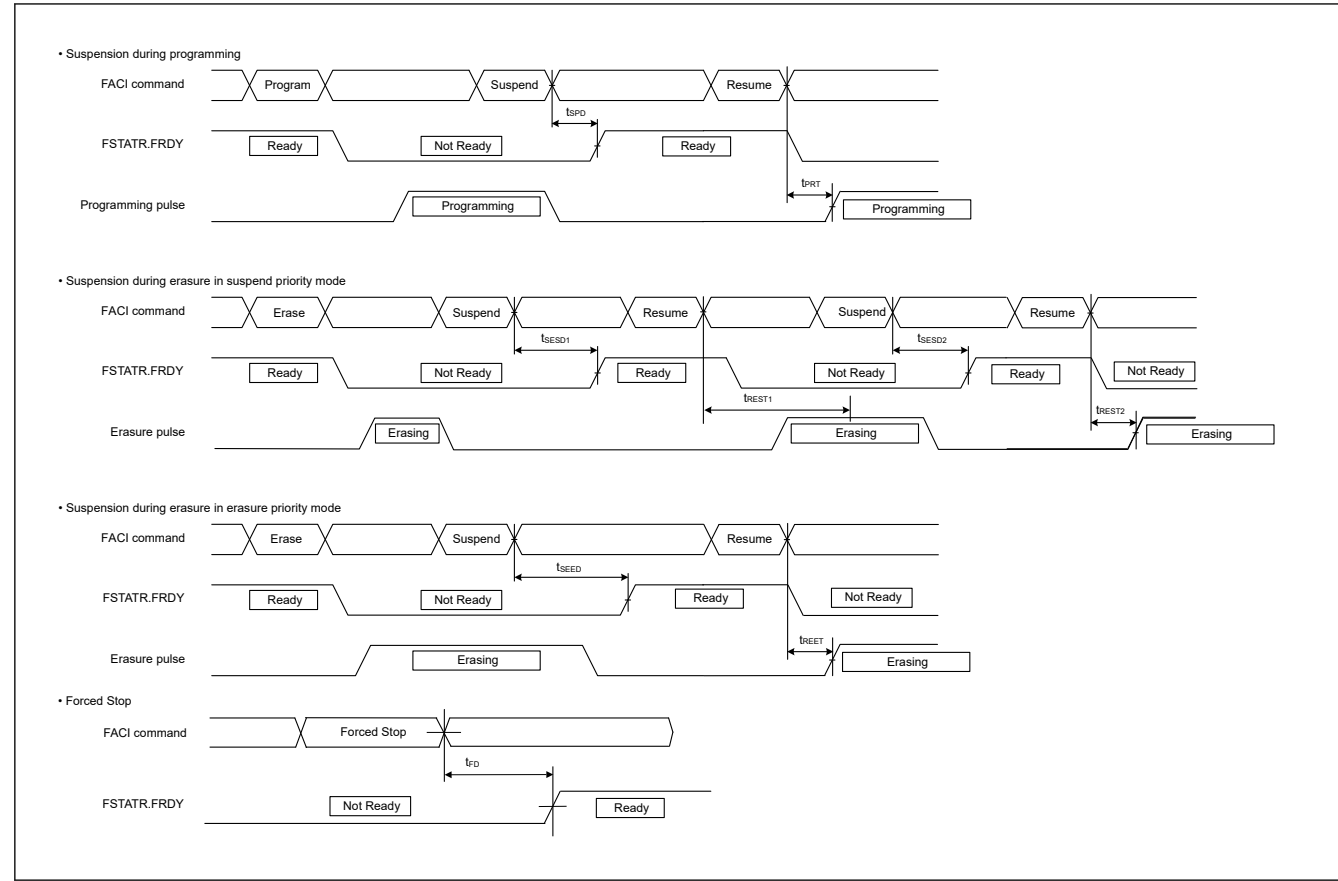 • Suspension during programming
FACI command Program Suspend Resume
tSPD
FSTATR.FRDY Ready Not Ready Ready
tPRT
Programming pulse Programming Programming
• Suspension during erasure in suspend priority mode
FACI command Erase Suspend Resume Suspend Resume
tSESD1 tSESD2
FSTATR.FRDY Ready Not Ready Ready Not Ready Ready Not Ready
tREST1 tREST2
Erasure pulse Erasing Erasing Erasing
• Suspension during erasure in erasure priority mode
FACI command Erase Suspend Resume
tSEED
FSTATR.FRDY Ready Not Ready Ready Not Ready
tREET
Erasure pulse Erasing Erasing
• Forced Stop
FACI command Forced Stop
tFD
FSTATR.FRDY Not Ready Ready